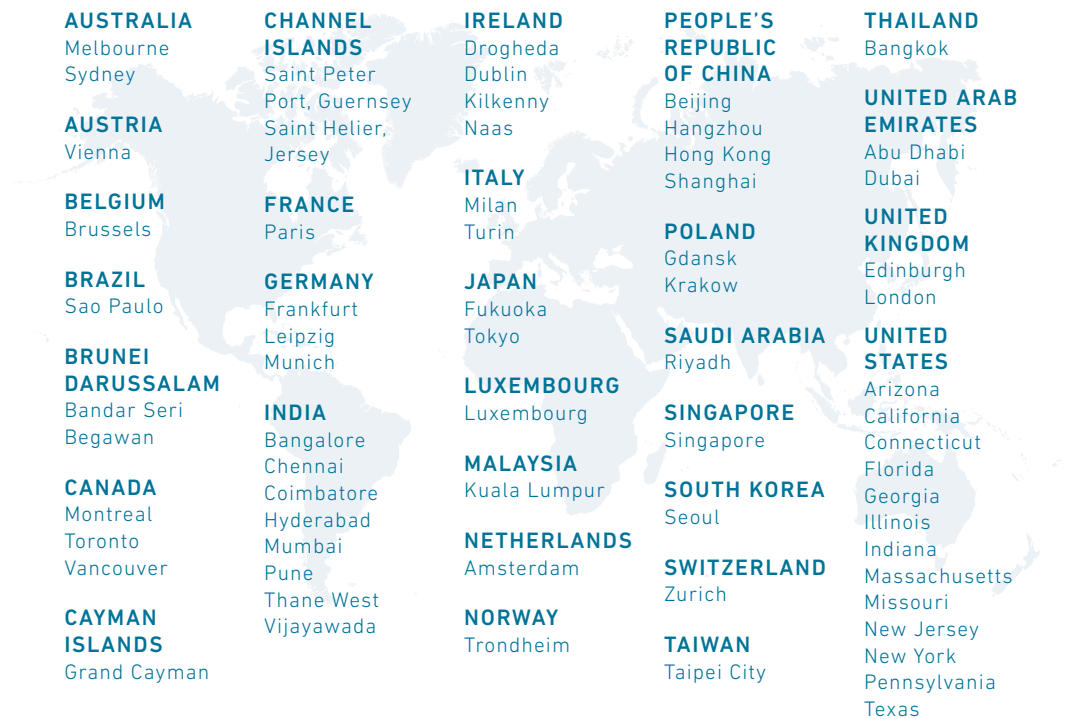 AUSTRALIA
Melbourne
Sydney
AUSTRIA
Vienna
BELGIUM
Brussels
BRAZIL
Sao Paulo
BRUNEI
DARUSSALAM
Bandar Seri
Begawan
CANADA
Montreal
Toronto
Vancouver
CAYMAN
ISLANDS
Grand Cayman
CHANNEL
ISLANDS
Saint Peter
Port, Guernsey
Saint Helier,
Jersey
FRANCE
Paris
GERMANY
Frankfurt
Leipzig
Munich
INDIA
Bangalore
Chennai
Coimbatore
Hyderabad
Mumbai
Pune
Thane West
Vijayawada
IRELAND
Drogheda
Dublin
Kilkenny
Naas
ITALY
Milan
Turin
JAPAN
Fukuoka
Tokyo
LUXEMBOURG
Luxembourg
MALAYSIA
Kuala Lumpur
NETHERLANDS
Amsterdam
NORWAY
Trondheim
PEOPLE'S
REPUBLIC
OF CHINA
Beijing
Hangzhou
Hong Kong
Shanghai
POLAND
Gdansk
Krakow
SAUDI ARABIA
Riyadh
SINGAPORE
Singapore
SOUTH KOREA
Seoul
SWITZERLAND
Zurich
TAIWAN
Taipei City
THAILAND
Bangkok
UNITED ARAB
EMIRATES
Abu Dhabi
Dubai
UNITED
KINGDOM
Edinburgh
London
UNITED
STATES
Arizona
California
Connecticut
Florida
Georgia
Illinois
Indiana
Massachusetts
Missouri
New Jersey
New York
Pennsylvania
Texas